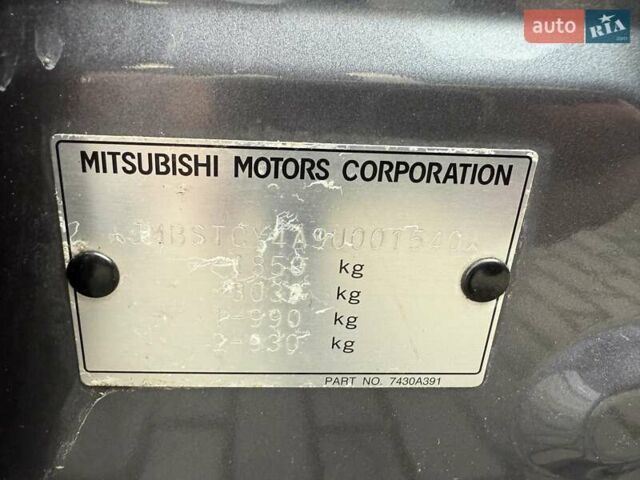 auto RIA
MITSUBISHI MOTORS CORPORATION
kg
kg
1-990 kg
2-930 kg
PART NO. 7430A391